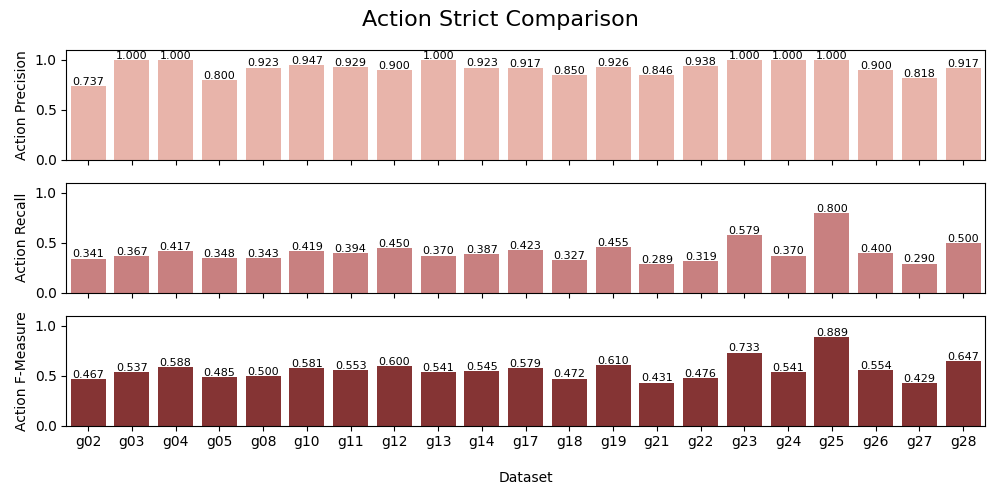 Action Strict Comparison
Action Precision
1.0
0.5
0.0
0.737 1.000 1.000 0.800 0.923 0.947 0.929 0.900 1.000 0.923 0.917 0.850 0.926 0.846 0.938 1.000 1.000 1.000 0.900 0.818 0.917
Action Recall
1.0
0.5
0.0
0.341 0.367 0.417 0.348 0.343 0.419 0.394 0.450 0.370 0.387 0.423 0.327 0.455 0.289 0.319 0.579 0.370 0.800 0.400 0.290 0.500
Action F-Measure
1.0
0.5
0.0
0.467 0.537 0.588 0.485 0.500 0.581 0.553 0.600 0.541 0.545 0.579 0.472 0.610 0.431 0.476 0.733 0.541 0.889 0.554 0.429 0.647
g02 g03 g04 g05 g08 g10 g11 g12 g13 g14 g17 g18 g19 g21 g22 g23 g24 g25 g26 g27 g28
Dataset